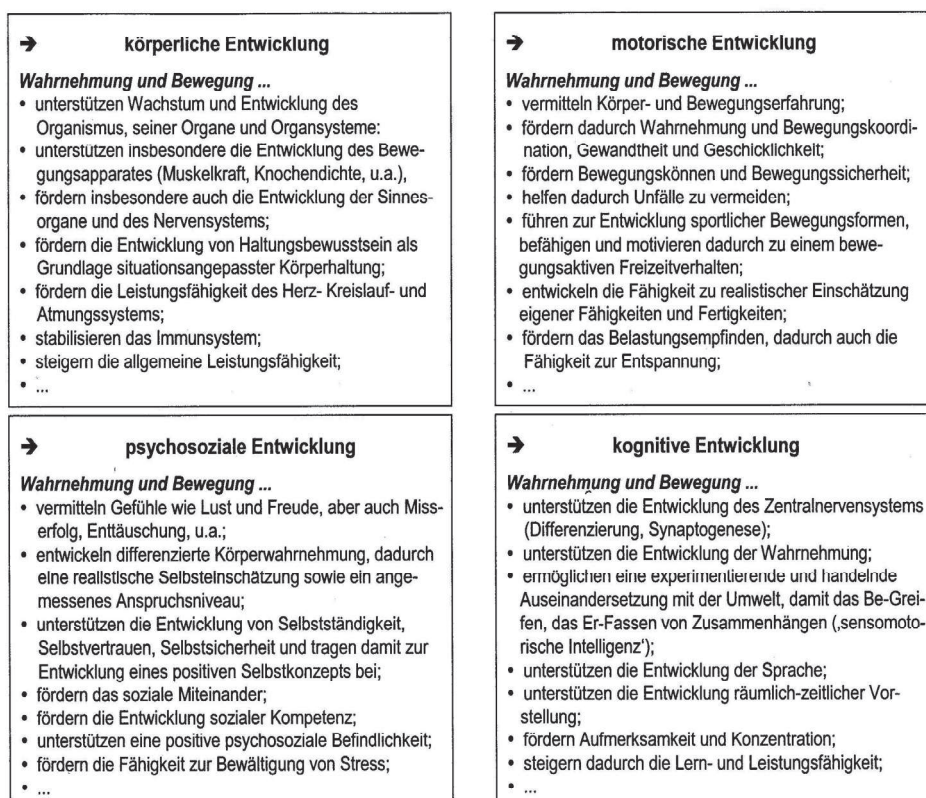 ➔ körperliche Entwicklung
Wahrnehmung und Bewegung ...
• unterstützen Wachstum und Entwicklung des
Organismus, seiner Organe und Organsysteme:
• unterstützen insbesondere die Entwicklung des Bewe-
gungsapparates (Muskelkraft, Knochendichte, u.a.),
• fördern insbesondere auch die Entwicklung der Sinnes-
organe und des Nervensystems;
• fördern die Entwicklung von Haltungsbewusstsein als
Grundlage situationsangepasster Körperhaltung;
• fördern die Leistungsfähigkeit des Herz- Kreislauf- und
Atmungssystems;
• stabilisieren das Immunsystem;
• steigern die allgemeine Leistungsfähigkeit;
• ...
➔ motorische Entwicklung
Wahrnehmung und Bewegung ...
• vermitteln Körper- und Bewegungserfahrung;
• fördern dadurch Wahrnehmung und Bewegungskoordi-
nation, Gewandtheit und Geschicklichkeit;
• fördern Bewegungskönnen und Bewegungssicherheit;
• helfen dadurch Unfälle zu vermeiden;
• führen zur Entwicklung sportlicher Bewegungsformen,
befähigen und motivieren dadurch zu einem bewe-
gungsaktiven Freizeitverhalten;
• entwickeln die Fähigkeit zu realistischer Einschätzung
eigener Fähigkeiten und Fertigkeiten;
• fördern das Belastungsempfinden, dadurch auch die
Fähigkeit zur Entspannung;
• ...
➔ psychosoziale Entwicklung
Wahrnehmung und Bewegung ...
• vermitteln Gefühle wie Lust und Freude, aber auch Miss-
erfolg, Enttäuschung, u.a.;
• entwickeln differenzierte Körperwahrnehmung, dadurch
eine realistische Selbsteinschätzung sowie ein ange-
messenes Anspruchsniveau;
• unterstützen die Entwicklung von Selbstständigkeit,
Selbstvertrauen, Selbstsicherheit und tragen damit zur
Entwicklung eines positiven Selbstkonzepts bei;
• fördern das soziale Miteinander;
• fördern die Entwicklung sozialer Kompetenz;
• unterstützen eine positive psychosoziale Befindlichkeit;
• fördern die Fähigkeit zur Bewältigung von Stress;
• ...
➔ kognitive Entwicklung
Wahrnehmung und Bewegung ...
• unterstützen die Entwicklung des Zentralnervensystems
(Differenzierung, Synaptogenese);
• unterstützen die Entwicklung der Wahrnehmung;
• ermöglichen eine experimentierende und handelnde
Auseinandersetzung mit der Umwelt, damit das Be-Grei-
fen, das Er-Fassen von Zusammenhängen (‚sensomoto-
rische Intelligenz‘);
• unterstützen die Entwicklung der Sprache;
• unterstützen die Entwicklung räumlich-zeitlicher Vor-
stellung;
• fördern Aufmerksamkeit und Konzentration;
• steigern dadurch die Lern- und Leistungsfähigkeit;
• ...